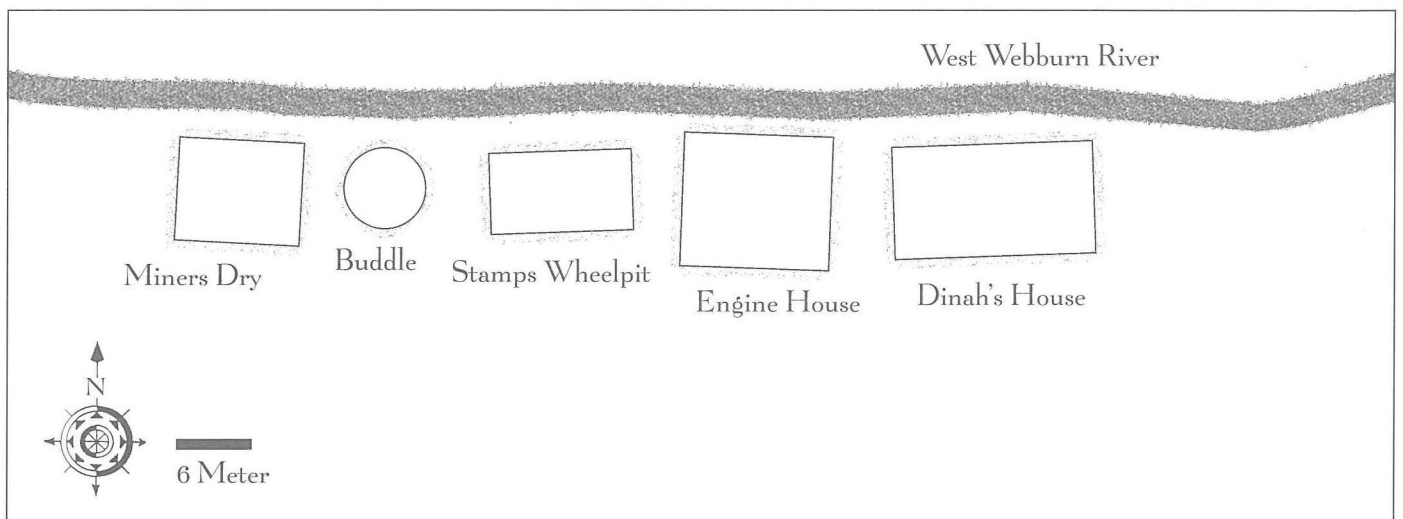 West Webburn River
Miners Dry
Buddle
Stamps Wheelpit
Engine House
Dinah's House
N
6 Meter